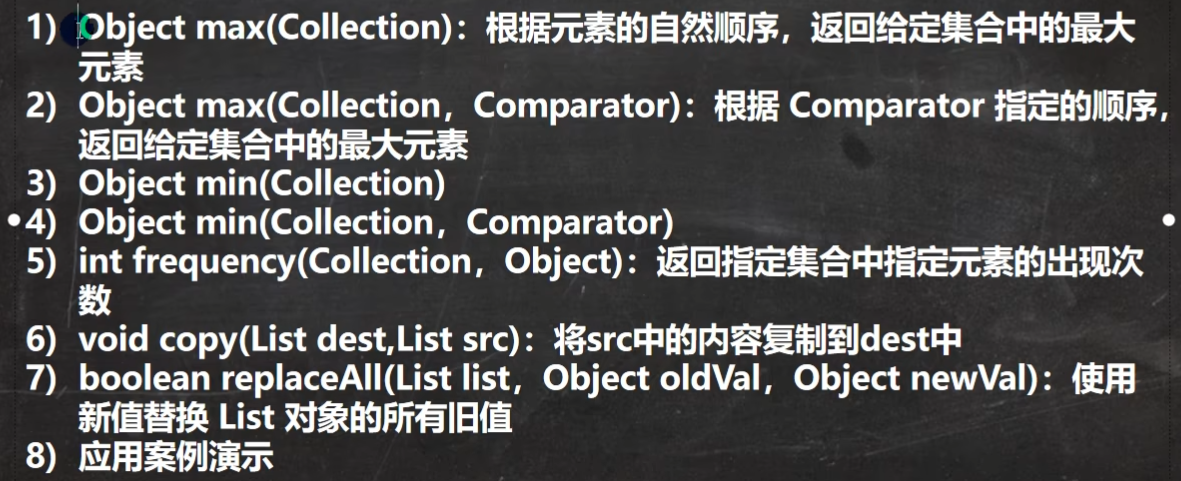 1) Object max(Collection)：根据元素的自然顺序，返回给定集合中的最大
元素
2) Object max(Collection，Comparator)：根据 Comparator 指定的顺序，
返回给定集合中的最大元素
3) Object min(Collection)
4) Object min(Collection，Comparator)
5) int frequency(Collection，Object)：返回指定集合中指定元素的出现次
数
6) void copy(List dest,List src)：将src中的内容复制到dest中
7) boolean replaceAll(List list，Object oldVal，Object newVal)：使用
新值替换 List 对象的所有旧值
8) 应用案例演示